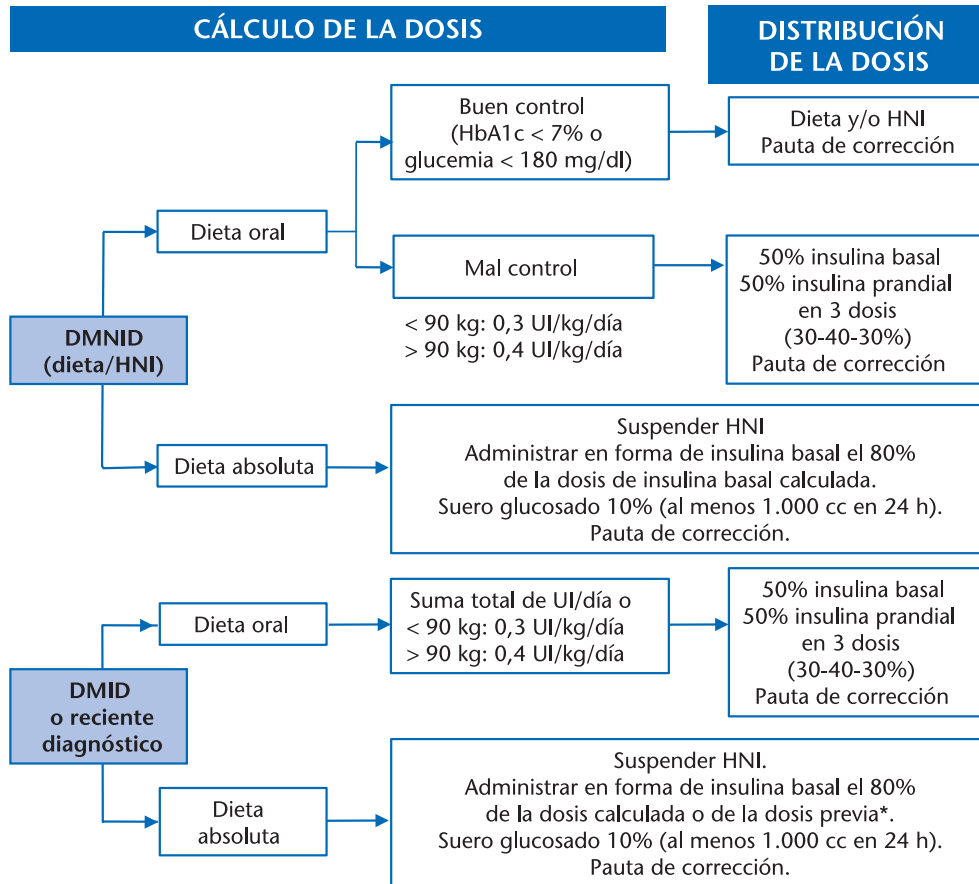 CÁLCULO DE LA DOSIS
DISTRIBUCIÓN
DE LA DOSIS
Buen control
(HbA1c < 7% o
glucemia < 180 mg/dl)
Dieta y/o HNI
Pauta de corrección
Dieta oral
Mal control
< 90 kg: 0,3 UI/kg/día
> 90 kg: 0,4 UI/kg/día
50% insulina basal
50% insulina prandial
en 3 dosis
(30-40-30%)
Pauta de corrección
DMNID
(dieta/HNI)
Dieta absoluta
Suspender HNI
Administrar en forma de insulina basal el 80%
de la dosis de insulina basal calculada.
Suero glucosado 10% (al menos 1.000 cc en 24 h).
Pauta de corrección.
Dieta oral
Suma total de UI/día o
< 90 kg: 0,3 UI/kg/día
> 90 kg: 0,4 UI/kg/día
50% insulina basal
50% insulina prandial
en 3 dosis
(30-40-30%)
Pauta de corrección
DMID
o reciente
diagnóstico
Dieta
absoluta
Suspender HNI.
Administrar en forma de insulina basal el 80%
de la dosis calculada o de la dosis previa*.
Suero glucosado 10% (al menos 1.000 cc en 24 h).
Pauta de corrección.